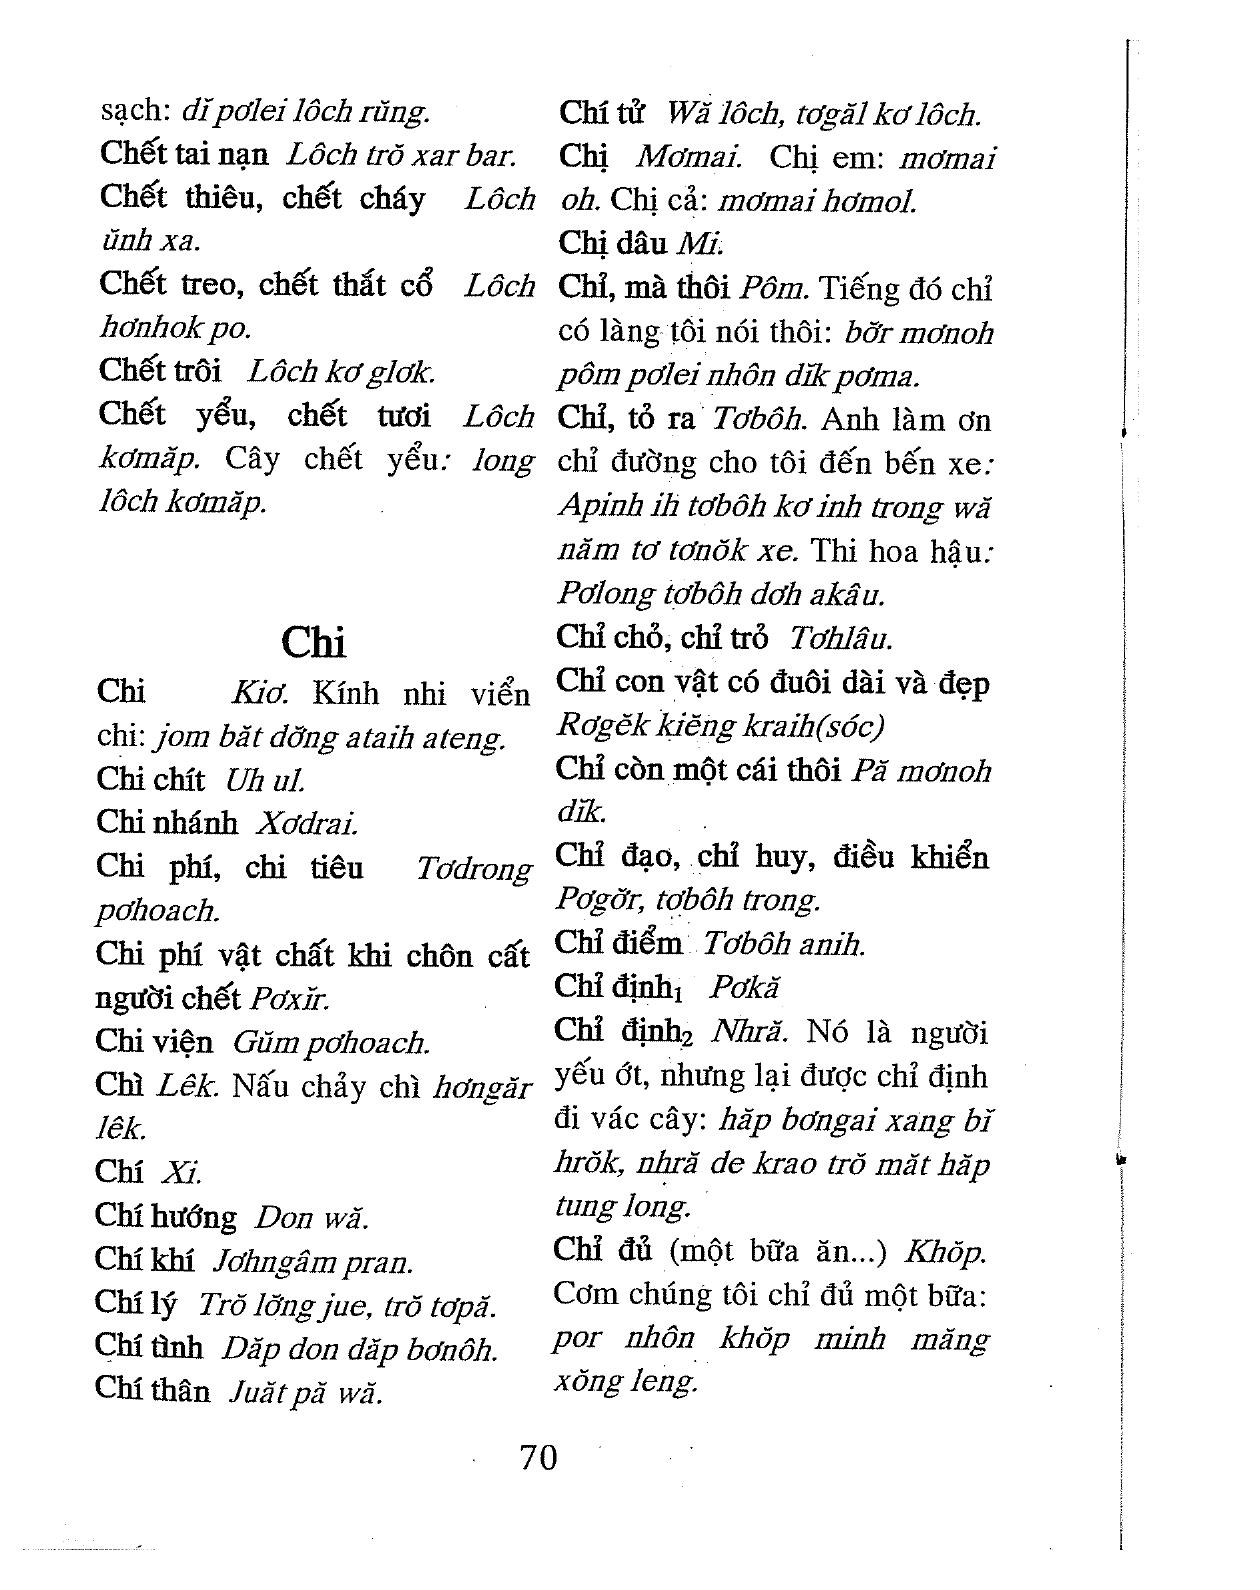 sạch: dĭ pơlei lôch rŭng.
Chết tai nạn Lôch trŏ xar bar.
Chết thiêu, chết cháy Lôch
ŭnh xa.
Chết treo, chết thắt cổ Lôch
hơnhok po.
Chết trôi Lôch kơ glơk.
Chết yểu, chết tươi Lôch
kơmăp. Cây chết yểu: long
lôch kơmăp.
Chi
Chi Kiơ. Kính nhi viển
chi: jom băt dơ̆ng ataih ateng.
Chi chít Uh ul.
Chi nhánh Xơdrai.
Chi phí, chi tiêu Tơdrong
pơhoach.
Chi phí vật chất khi chôn cất
người chết Pơxĭr.
Chi viện Gŭm pơhoach.
Chì Lêk. Nấu chảy chì hơngăr
lêk.
Chí Xi.
Chí hướng Don wă.
Chí khí Jơhngâm pran.
Chí lý Trŏ lơ̆ng jue, trŏ tơpă.
Chí tình Dăp don dăp bơnôh.
Chí thân Juăt pă wă.
Chí tử Wă lôch, tơgăl kơ lôch.
Chị Mơmai. Chị em: mơmai
oh. Chị cả: mơmai hơmol.
Chị dâu Mi.
Chỉ, mà thôi Pôm. Tiếng đó chỉ
có làng tôi nói thôi: bơ̆r mơnoh
pôm pơlei nhôn dĭk pơma.
Chỉ, tỏ ra Tơbôh. Anh làm ơn
chỉ đường cho tôi đến bến xe:
Apinh ih tơbôh kơ inh trong wă
năm tơ tơnŏk xe. Thi hoa hậu:
Pơlong tơbôh dơh akâu.
Chỉ chỏ, chỉ trỏ Tơhlâu.
Chỉ con vật có đuôi dài và đẹp
Rơgĕk kiĕng kraih(sóc)
Chỉ còn một cái thôi Pă mơnoh
dĭk.
Chỉ đạo, chỉ huy, điều khiển
Pơgơ̆r, tơbôh trong.
Chỉ điểm Tơbôh anih.
Chỉ định₁ Pơkă
Chỉ định₂ Nhră. Nó là người
yếu ớt, nhưng lại được chỉ định
đi vác cây: hăp bơngai xang bĭ
hrŏk, nhră de krao trŏ măt hăp
tung long.
Chỉ đủ (một bữa ăn...) Khŏp.
Cơm chúng tôi chỉ đủ một bữa:
por nhôn khŏp minh măng
xŏng leng.
70